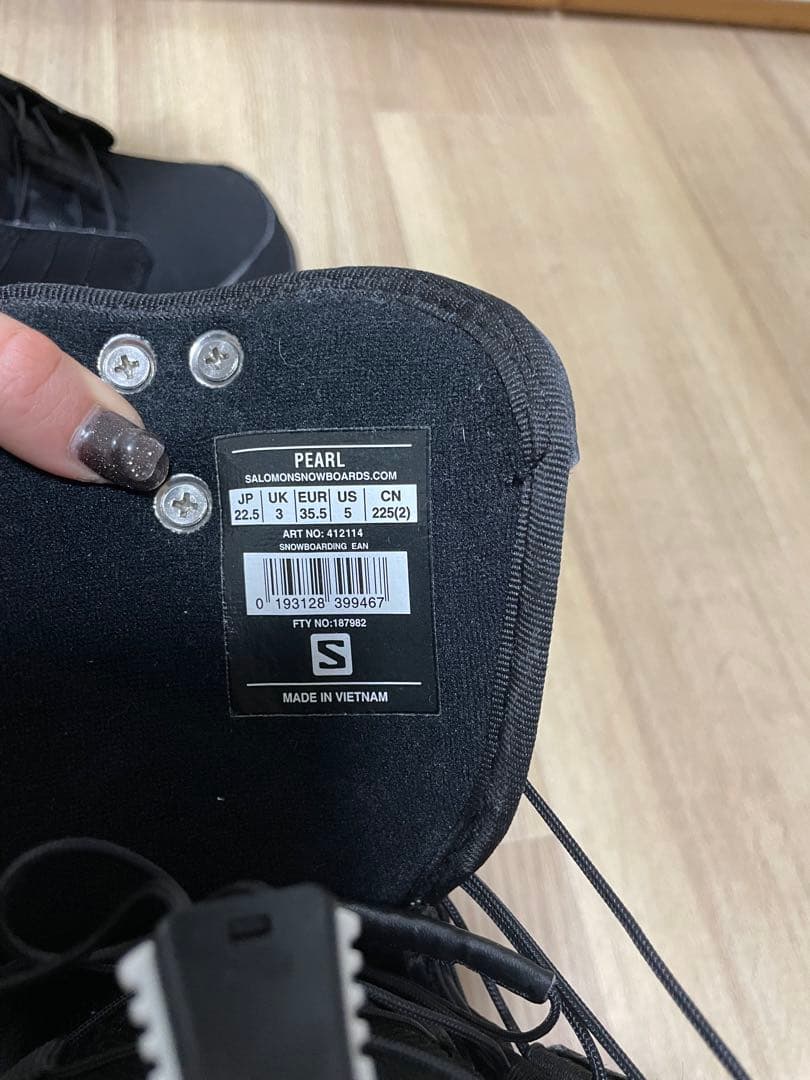 PEARL
SALOMONSNOWBOARDS.COM
JP UK EUR US CN
22.5 3 35.5 5 225(2)
ART NO: 412114
SNOWBOARDING EAN
0 193128 399467
FTY NO:187982
S
MADE IN VIETNAM